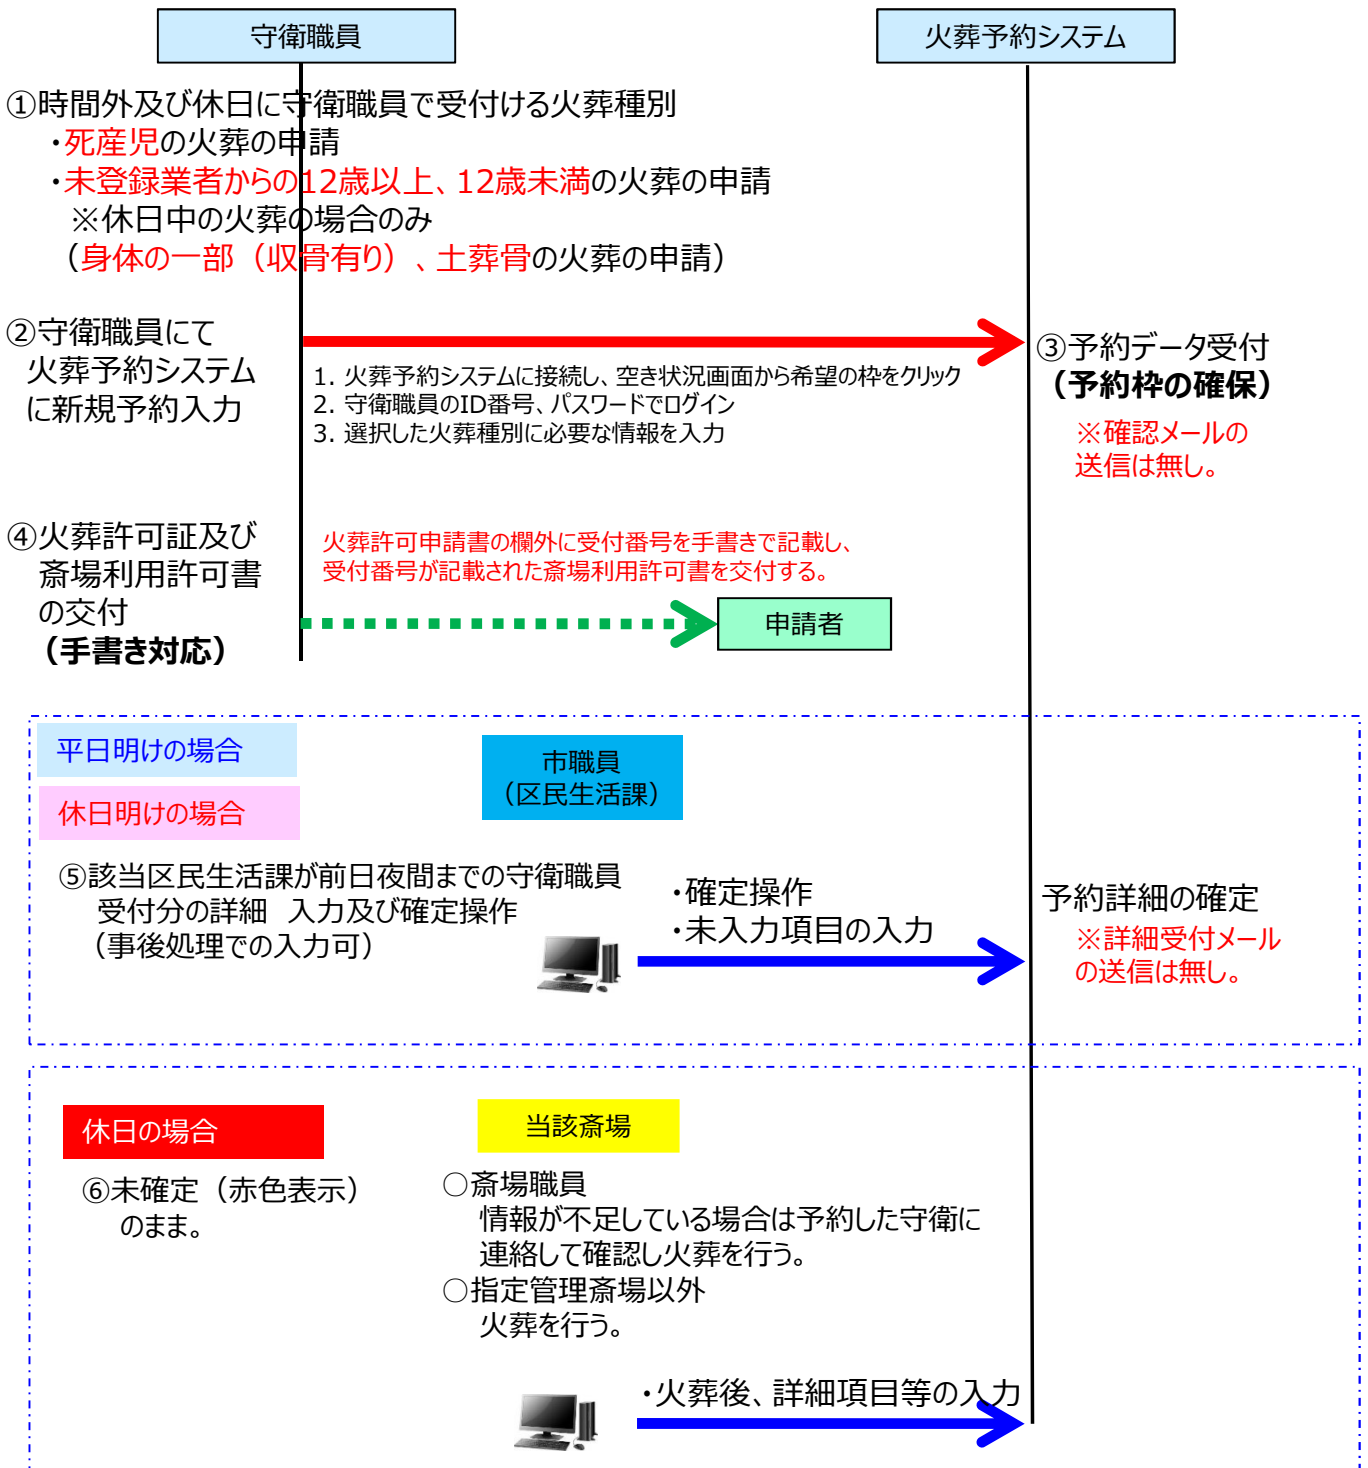 守衛職員
火葬予約システム
①時間外及び休日に守衛職員で受付ける火葬種別
・死産児の火葬の申請
・未登録業者からの12歳以上、12歳未満の火葬の申請
※休日中の火葬の場合のみ
（身体の一部（収骨有り）、土葬骨の火葬の申請）
②守衛職員にて
火葬予約システム
に新規予約入力
1. 火葬予約システムに接続し、空き状況画面から希望の枠をクリック
2. 守衛職員のID番号、パスワードでログイン
3. 選択した火葬種別に必要な情報を入力
③予約データ受付
（予約枠の確保）
※確認メールの
送信は無し。
④火葬許可証及び
斎場利用許可書
の交付
（手書き対応）
火葬許可申請書の欄外に受付番号を手書きで記載し、
受付番号が記載された斎場利用許可書を交付する。
申請者
平日明けの場合
休日明けの場合
市職員
（区民生活課）
⑤該当区民生活課が前日夜間までの守衛職員
受付分の詳細　入力及び確定操作
（事後処理での入力可）
・確定操作
・未入力項目の入力
予約詳細の確定
※詳細受付メール
の送信は無し。
休日の場合
当該斎場
⑥未確定（赤色表示）
のまま。
○斎場職員
情報が不足している場合は予約した守衛に
連絡して確認し火葬を行う。
○指定管理斎場以外
火葬を行う。
・火葬後、詳細項目等の入力